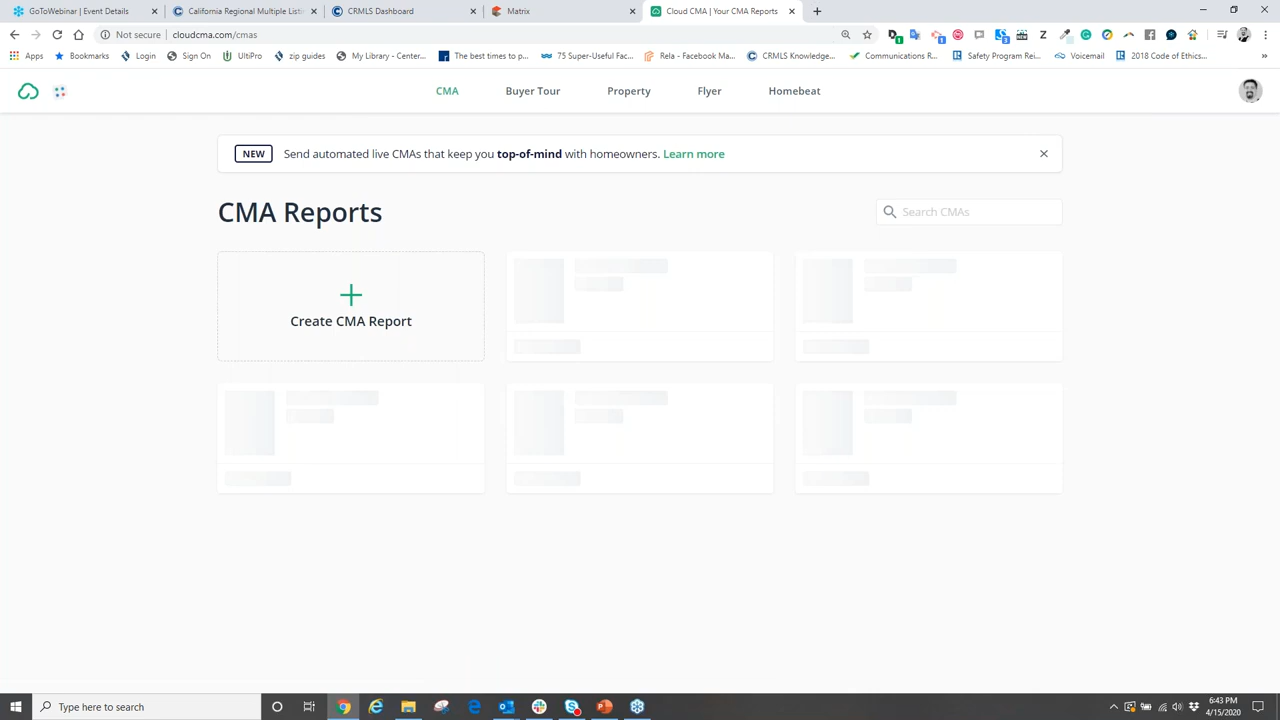 GoToWebinar | Event Details
California Regional Multiple Listi
CRMLS Dashboard
Matrix
Cloud CMA | Your CMA Reports
Not secure | cloudcma.com/cmas
Apps
Bookmarks
Login
Sign On
UltiPro
zip guides
My Library - Center...
The best times to p...
75 Super-Useful Fac...
Rela - Facebook Ma...
CRMLS Knowledge...
Communications R...
Safety Program Rei...
Voicemail
2018 Code of Ethics...
CMA
Buyer Tour
Property
Flyer
Homebeat
NEW
Send automated live CMAs that keep you top-of-mind with homeowners. Learn more
CMA Reports
Search CMAs
Create CMA Report
Type here to search
6:43 PM
4/15/2020